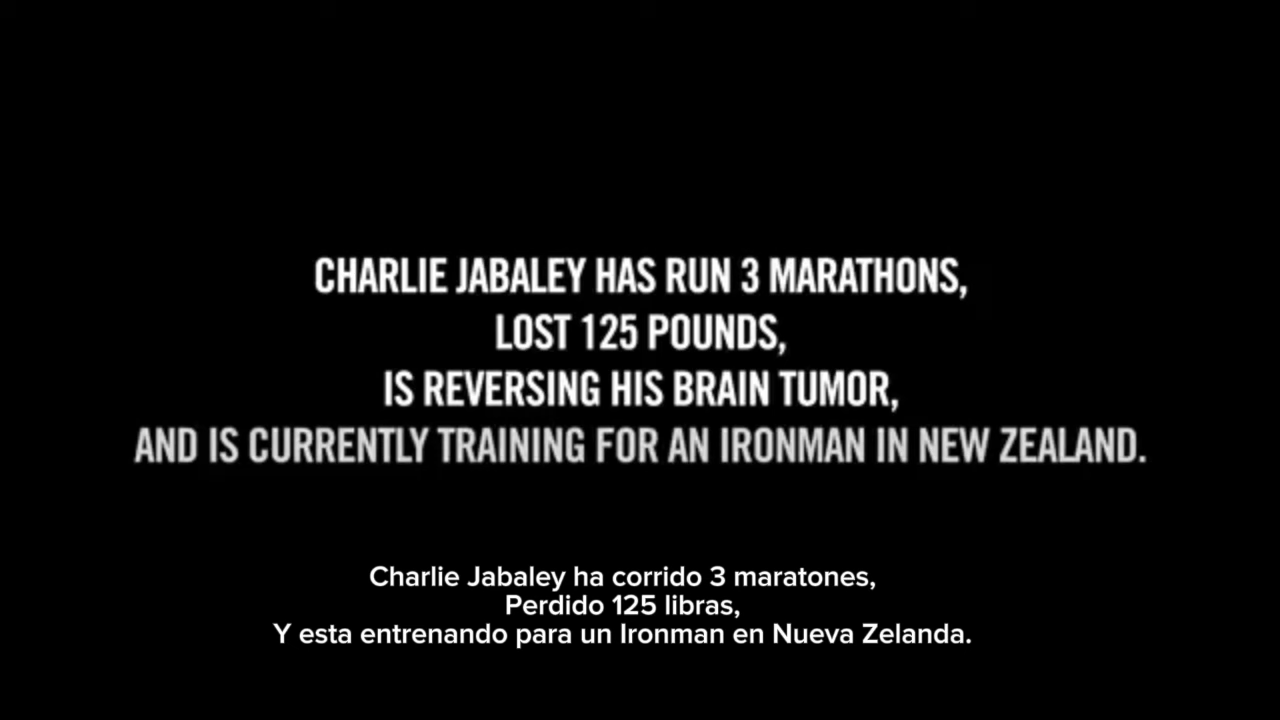 CHARLIE JABALEY HAS RUN 3 MARATHONS,
LOST 125 POUNDS,
IS REVERSING HIS BRAIN TUMOR,
AND IS CURRENTLY TRAINING FOR AN IRONMAN IN NEW ZEALAND.
Charlie Jabaley ha corrido 3 maratones,
Perdido 125 libras,
Y esta entrenando para un Ironman en Nueva Zelanda.